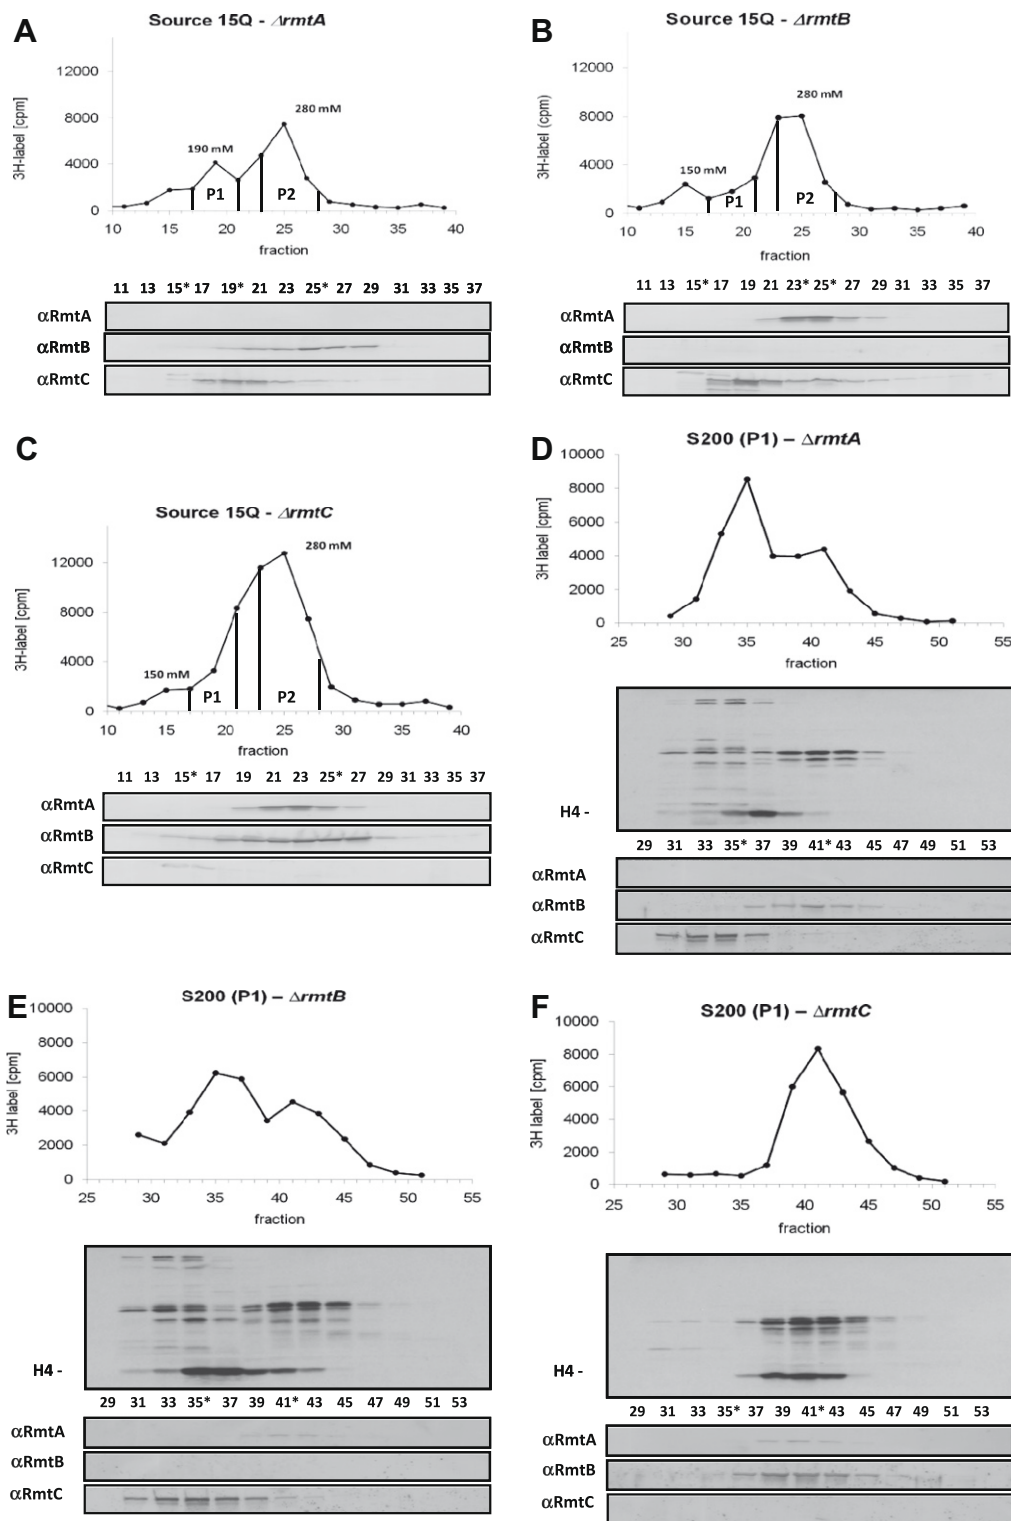 A
Source 15Q - ΔrmtA
3H-label [cpm]
12000
8000
4000
0
190 mM
280 mM
P1
P2
10 15 20 25 30 35 40
fraction
11 13 15* 17 19* 21 23 25* 27 29 31 33 35 37
αRmtA
αRmtB
αRmtC
B
Source 15Q - ΔrmtB
3H-label (cpm)
12000
8000
4000
0
150 mM
280 mM
P1
P2
10 15 20 25 30 35 40
fraction
11 13 15* 17 19 21 23* 25* 27 29 31 33 35 37
αRmtA
αRmtB
αRmtC
C
Source 15Q - ΔrmtC
3H-label [cpm]
12000
8000
4000
0
150 mM
280 mM
P1
P2
10 15 20 25 30 35 40
fraction
11 13 15* 17 19 21 23 25* 27 29 31 33 35 37
αRmtA
αRmtB
αRmtC
D
S200 (P1) – ΔrmtA
3H label [cpm]
10000
8000
6000
4000
2000
0
25 30 35 40 45 50 55
fraction
H4 -
29 31 33 35* 37 39 41* 43 45 47 49 51 53
αRmtA
αRmtB
αRmtC
E
S200 (P1) – ΔrmtB
3H label [cpm]
10000
8000
6000
4000
2000
0
25 30 35 40 45 50 55
fraction
H4 -
29 31 33 35* 37 39 41* 43 45 47 49 51 53
αRmtA
αRmtB
αRmtC
F
S200 (P1) – ΔrmtC
3H label [cpm]
10000
8000
6000
4000
2000
0
25 30 35 40 45 50 55
fraction
H4 -
29 31 33 35* 37 39 41* 43 45 47 49 51 53
αRmtA
αRmtB
αRmtC